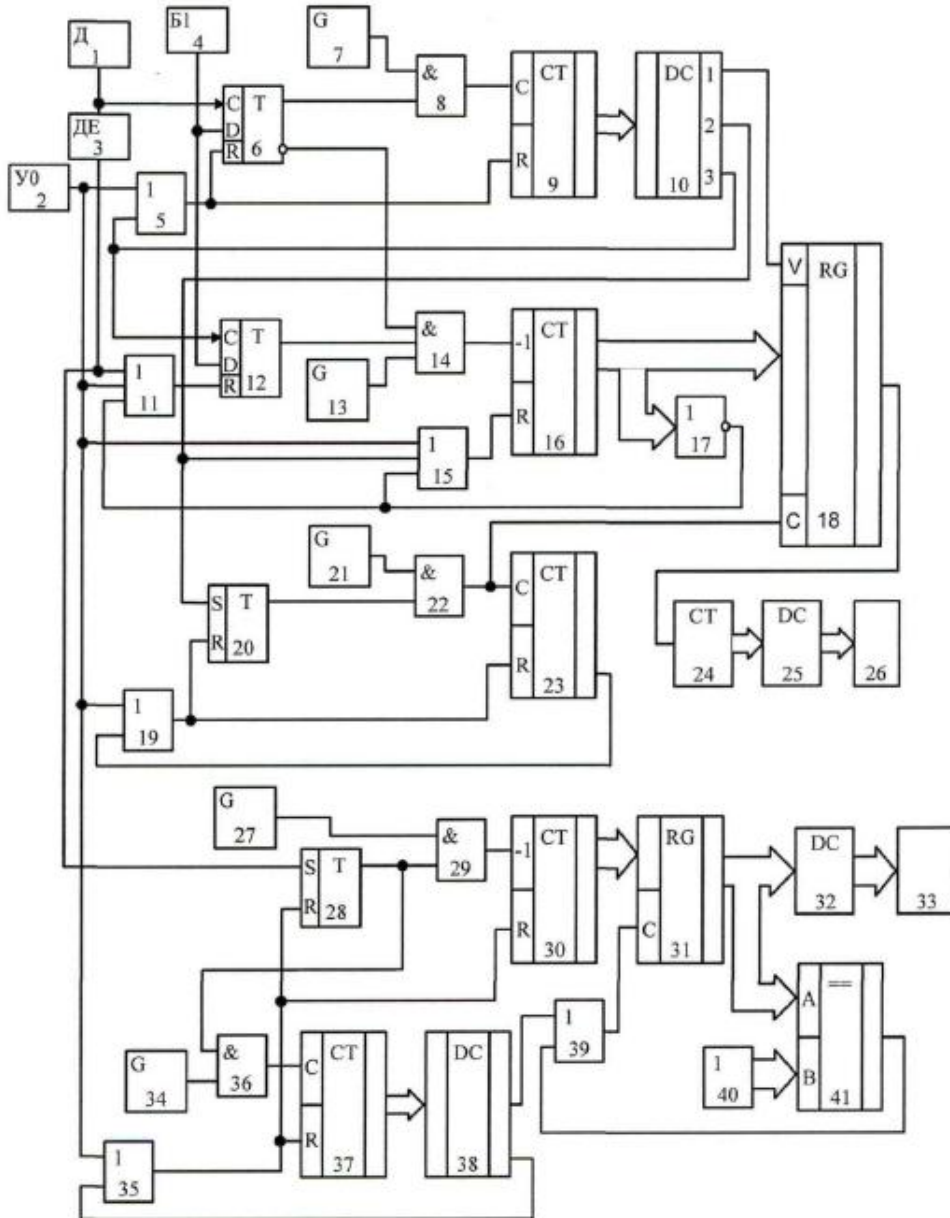 Д
1
Б1
4
G
7
&
8
CT
C
R
9
DC
1
2
3
10
C
T
D
R
6
ДЕ
3
У0
2
1
5
V
RG
C
18
C
T
D
R
12
&
14
-1
CT
R
16
G
13
1
11
1
15
1
17
G
21
&
22
C
CT
R
23
S
T
R
20
CT
24
DC
25
26
1
19
G
27
&
29
-1
CT
R
30
RG
C
31
DC
32
33
S
T
R
28
A
==
B
41
1
39
1
40
G
34
&
36
C
CT
R
37
DC
38
1
35